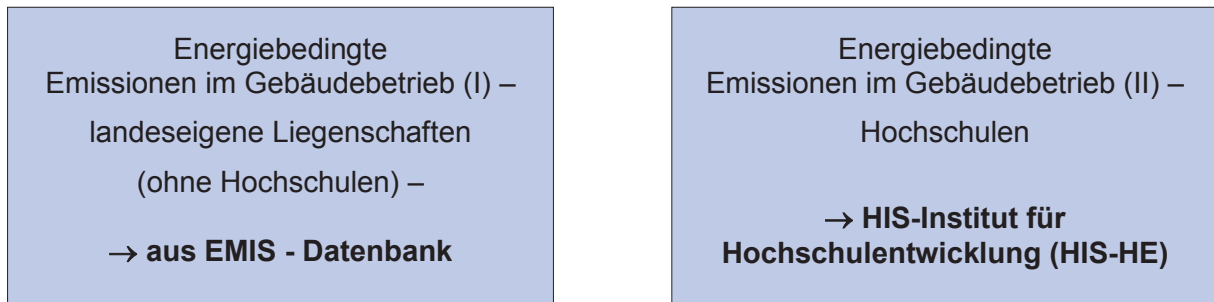 Energiebedingte
Emissionen im Gebäudebetrieb (I) –
landeseigene Liegenschaften
(ohne Hochschulen) –
→ aus EMIS - Datenbank
Energiebedingte
Emissionen im Gebäudebetrieb (II) –
Hochschulen
→ HIS-Institut für
Hochschulentwicklung (HIS-HE)